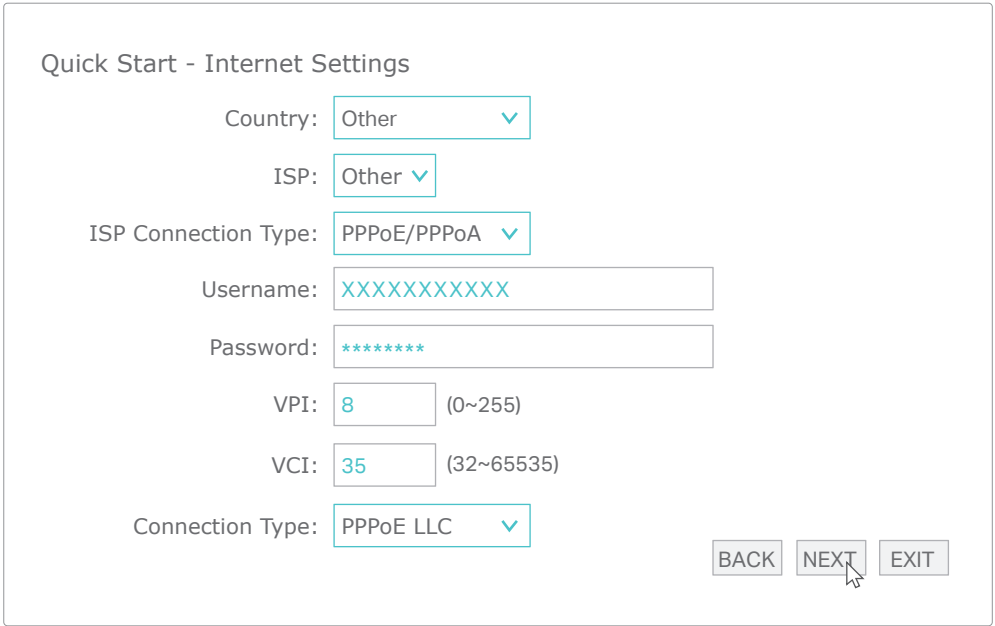 Quick Start - Internet Settings
Country: Other
ISP: Other
ISP Connection Type: PPPoE/PPPoA
Username: XXXXXXXXXXX
Password: ********
VPI: 8 (0~255)
VCI: 35 (32~65535)
Connection Type: PPPoE LLC
BACK NEXT EXIT